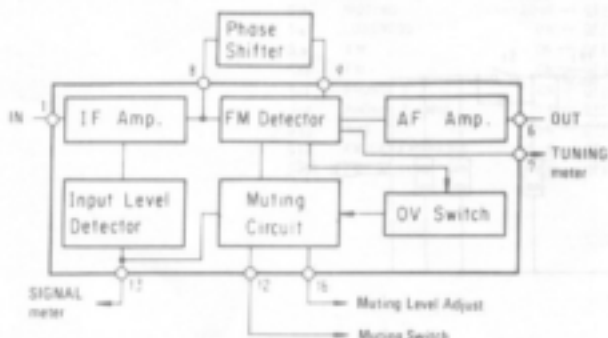 Phase
Shifter
8
9
IN
1
IF Amp.
FM Detector
AF Amp.
6
OUT
TUNING
meter
Input Level
Detector
Muting
Circuit
OV Switch
13
12
16
SIGNAL
meter
Muting Level Adjust
Muting Switch